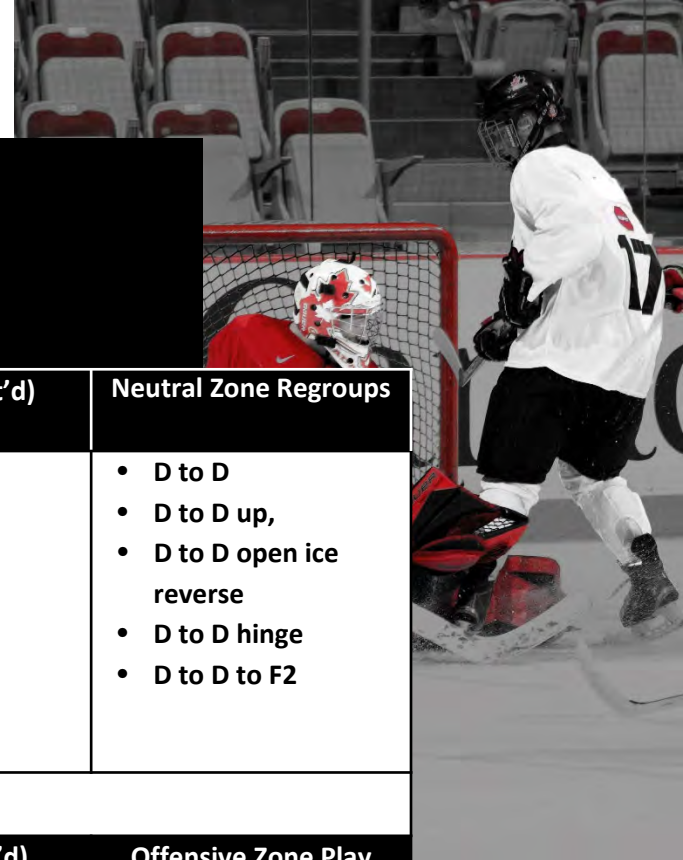 t'd)
Neutral Zone Regroups
• D to D
• D to D up,
• D to D open ice
reverse
• D to D hinge
• D to D to F2
'd)
Offensive Zone Play
17